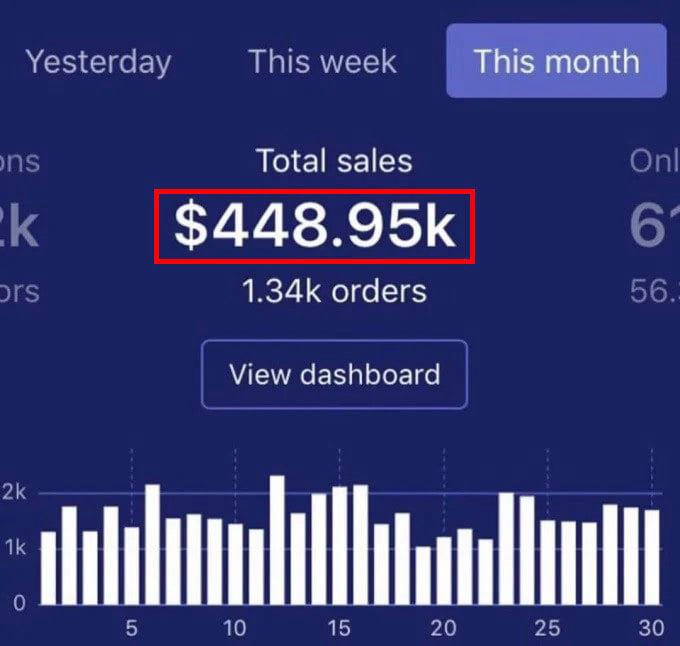 Yesterday This week This month
ons Total sales Onl
2k $448.95k 61
ors 1.34k orders 56.
View dashboard
2k
1k
0
5 10 15 20 25 30